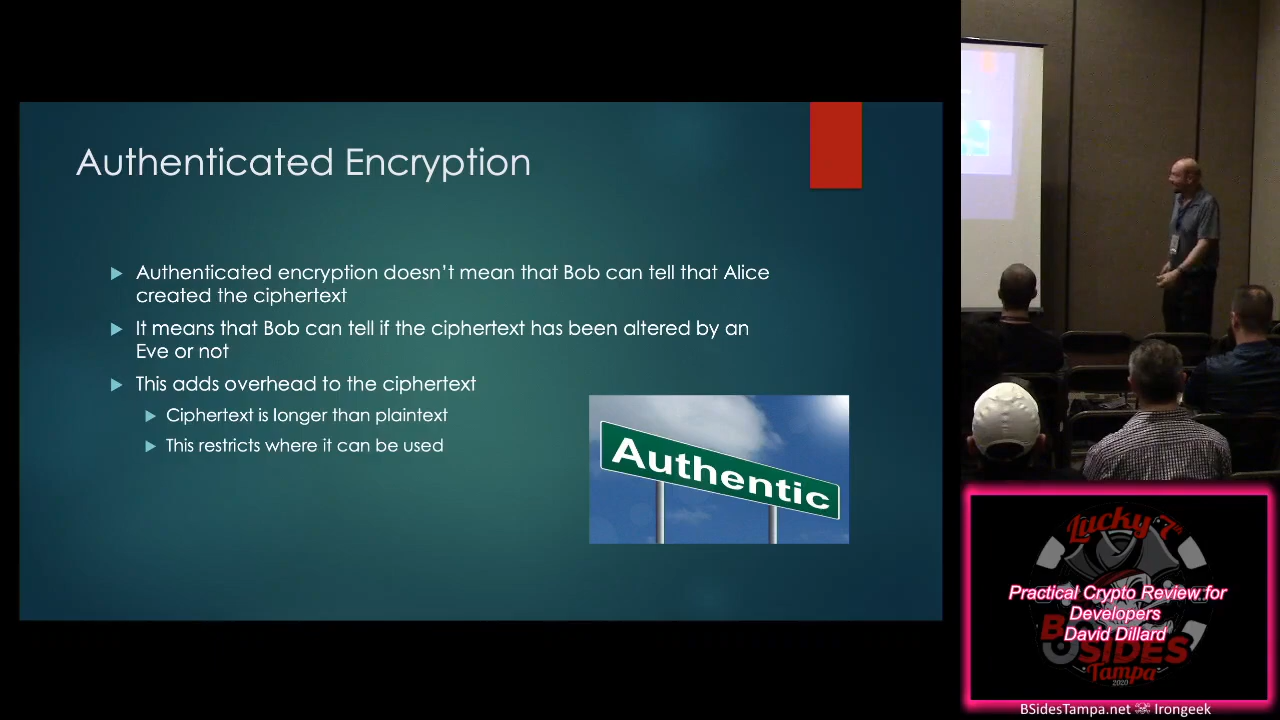 Authenticated Encryption
Authenticated encryption doesn't mean that Bob can tell that Alice
created the ciphertext
It means that Bob can tell if the ciphertext has been altered by an
Eve or not
This adds overhead to the ciphertext
Ciphertext is longer than plaintext
This restricts where it can be used
Authentic
Lucky 7th
Practical Crypto Review for
Developers
David Dillard
BSIDES
Tampa
2020
BSidesTampa.net
Irongeek